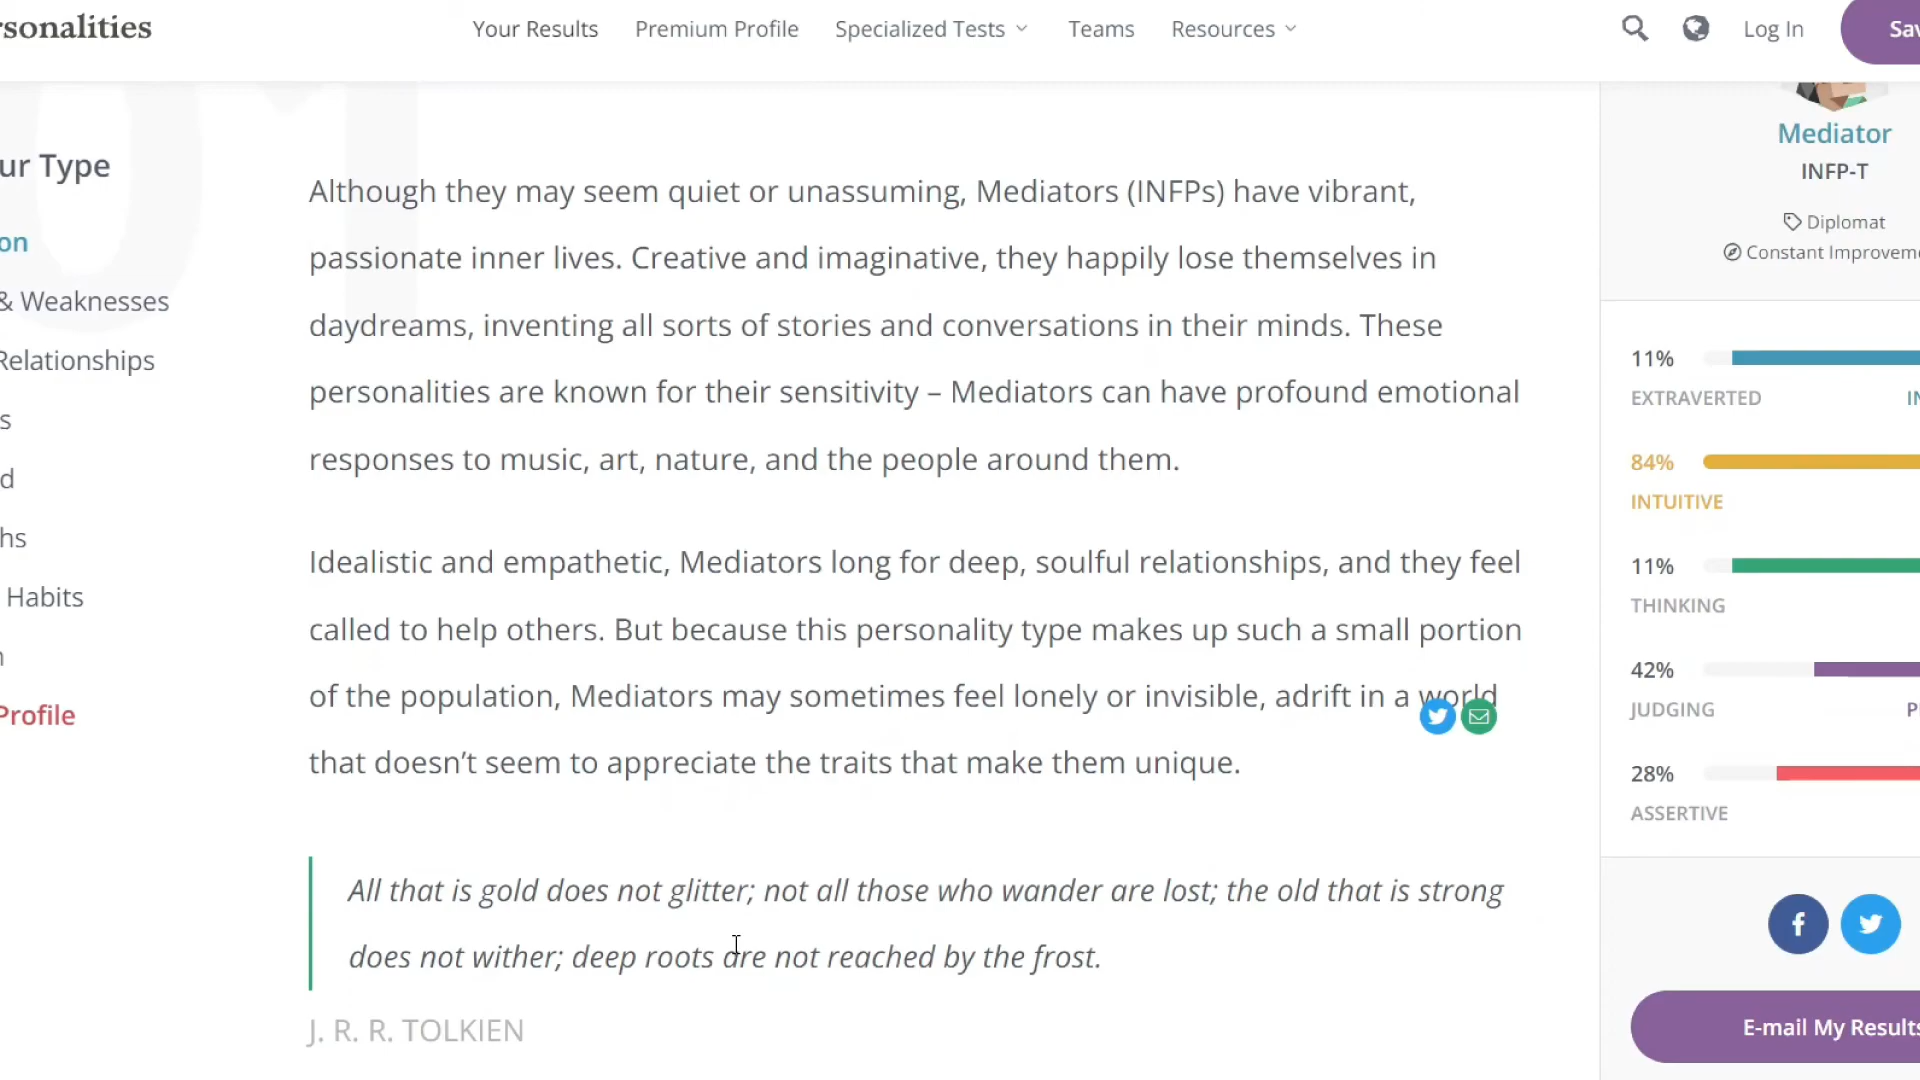 rsonalities
Your Results
Premium Profile
Specialized Tests
Teams
Resources
Log In
Sav
ur Type
on
& Weaknesses
Relationships
s
d
hs
Habits
n
Profile
Although they may seem quiet or unassuming, Mediators (INFPs) have vibrant,
passionate inner lives. Creative and imaginative, they happily lose themselves in
daydreams, inventing all sorts of stories and conversations in their minds. These
personalities are known for their sensitivity – Mediators can have profound emotional
responses to music, art, nature, and the people around them.
Idealistic and empathetic, Mediators long for deep, soulful relationships, and they feel
called to help others. But because this personality type makes up such a small portion
of the population, Mediators may sometimes feel lonely or invisible, adrift in a world
that doesn’t seem to appreciate the traits that make them unique.
All that is gold does not glitter; not all those who wander are lost; the old that is strong
does not wither; deep roots are not reached by the frost.
J. R. R. TOLKIEN
Mediator
INFP-T
Diplomat
Constant Improveme
11%
EXTRAVERTED IN
84%
INTUITIVE
11%
THINKING
42%
JUDGING P
28%
ASSERTIVE
E-mail My Results
01